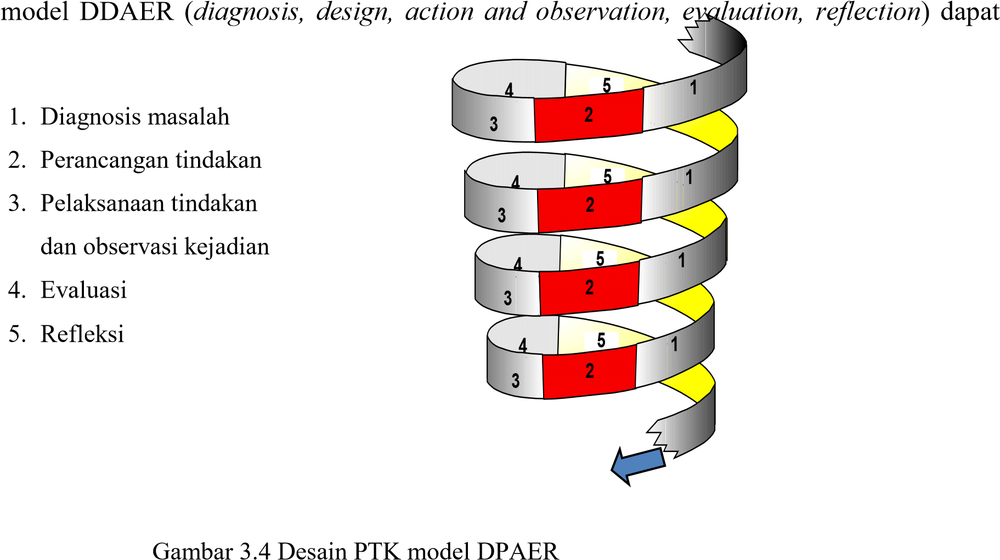 model DDAER (diagnosis, design, action and observation, evaluation, reflection) dapat
1. Diagnosis masalah
2. Perancangan tindakan
3. Pelaksanaan tindakan
dan observasi kejadian
4. Evaluasi
5. Refleksi
4 5 1
3 2
4 5 1
3 2
4 5 1
3 2
4 5 1
3 2
Gambar 3.4 Desain PTK model DPAER